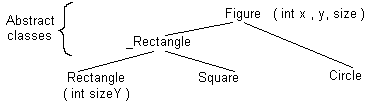 Abstract classes
Figure ( int x , y, size )
_Rectangle
Rectangle ( int sizeY )
Square
Circle